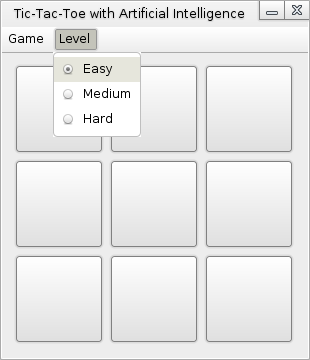 Tic-Tac-Toe with Artificial Intelligence
Game Level
Easy
Medium
Hard